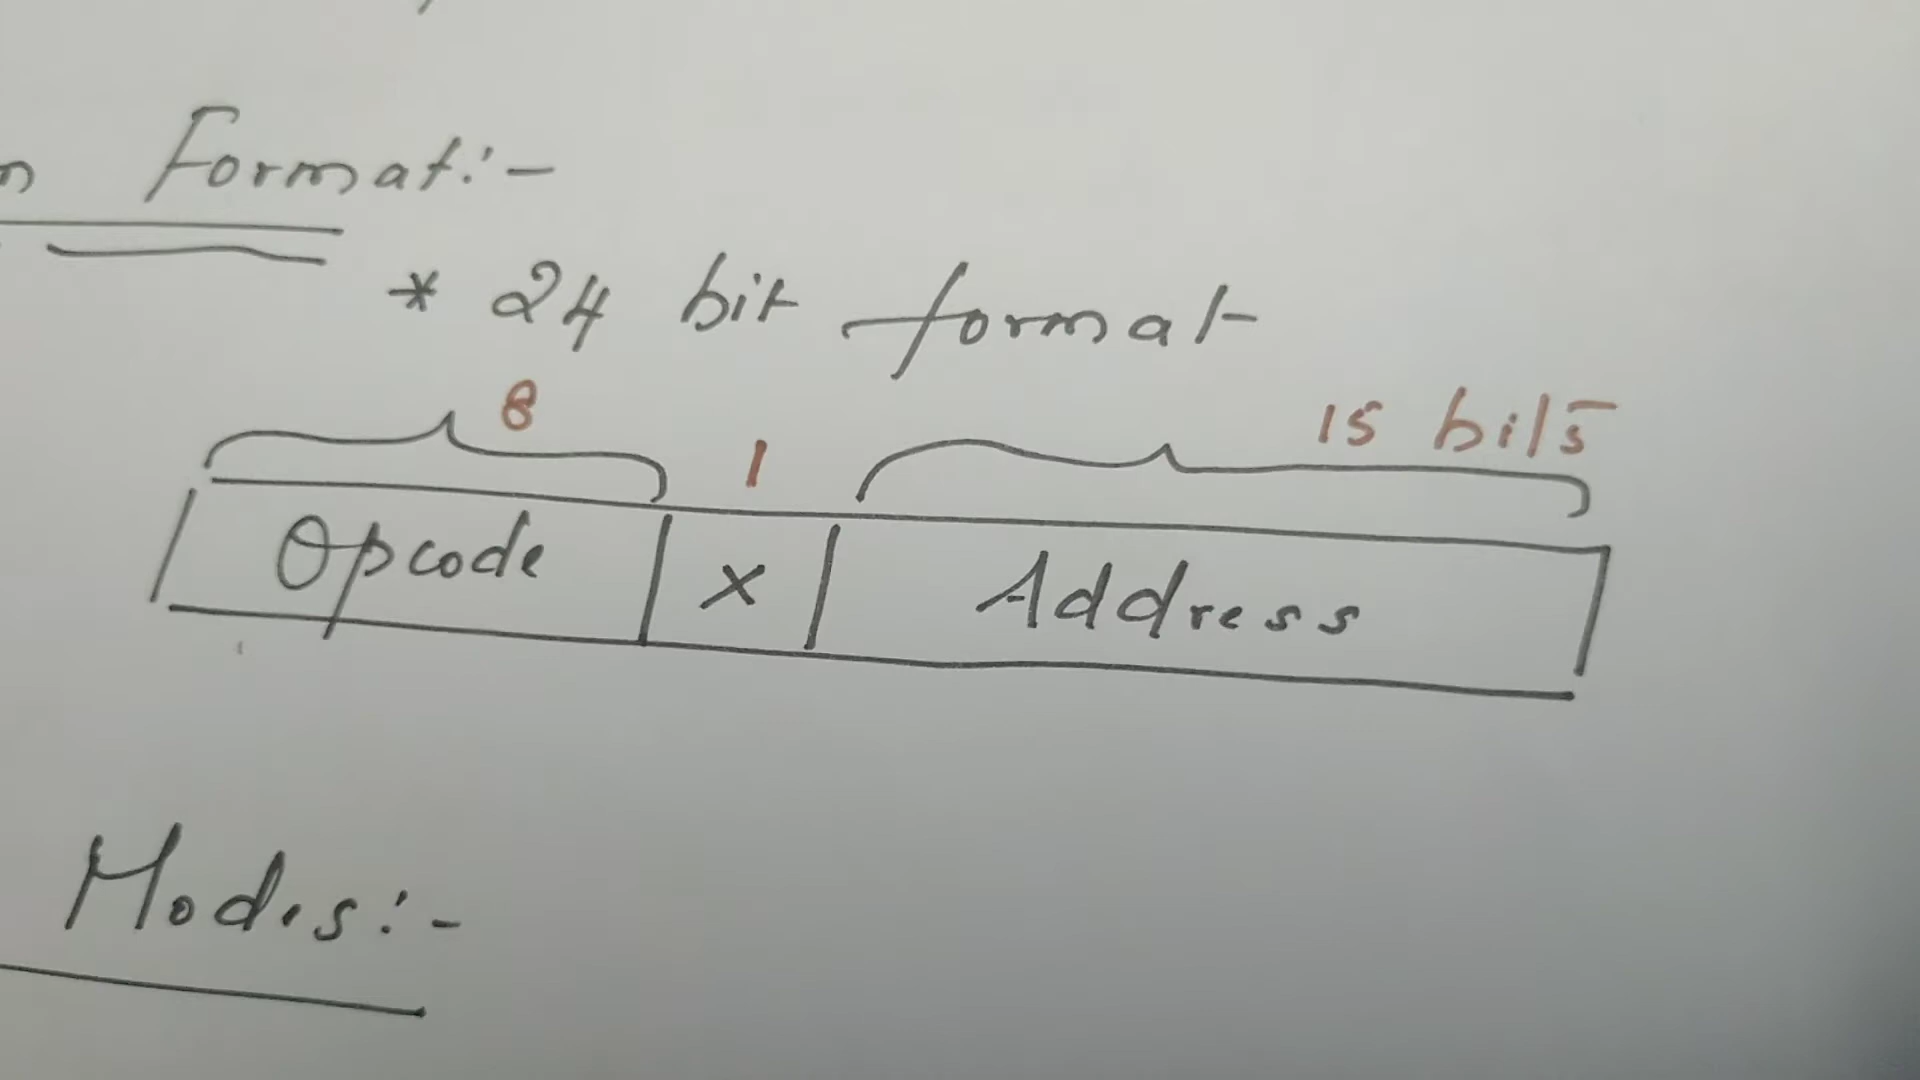 n Format:-
* 24 bit format
8 1 15 bits
Opcode X Address
Modes:-